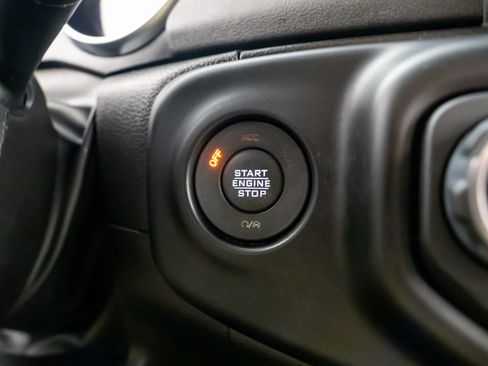 ACC
OFF
RUN
START
ENGINE
STOP